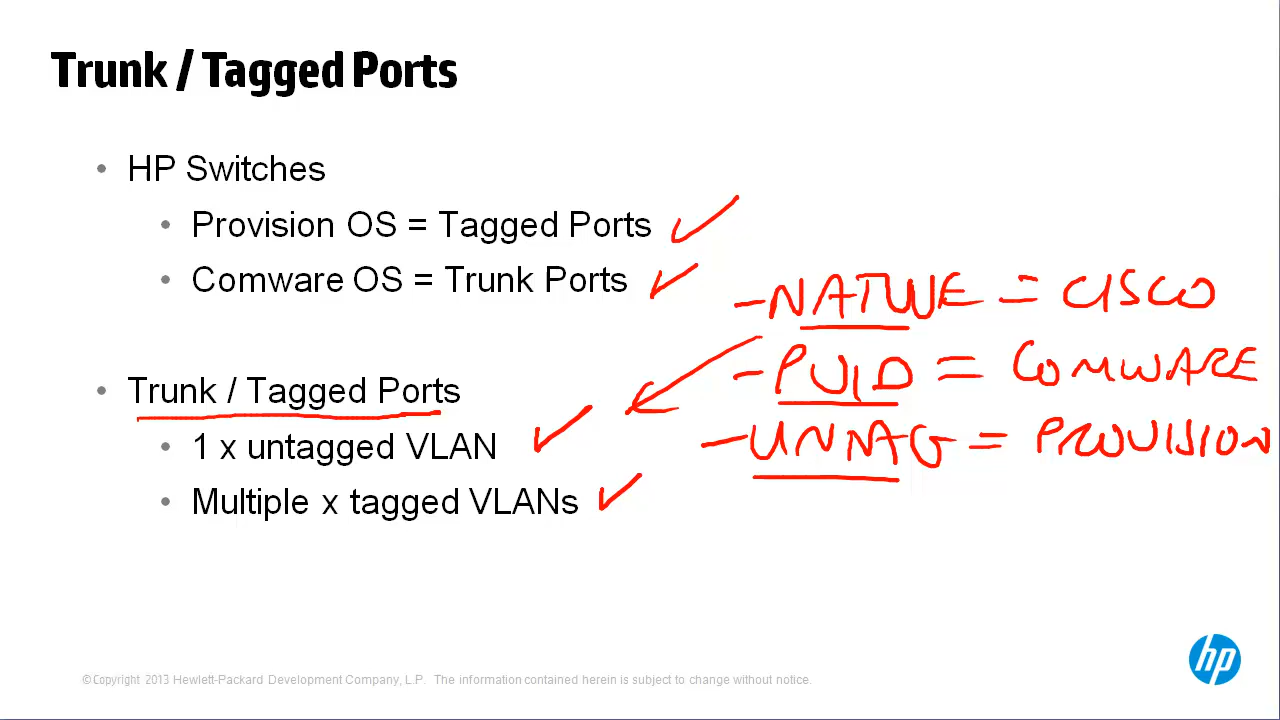 Trunk / Tagged Ports
• HP Switches
• Provision OS = Tagged Ports
• Comware OS = Trunk Ports
- NATIVE = CISCO
- PVID = COMWARE
• Trunk / Tagged Ports
• 1 x untagged VLAN
- UNTAG = PROVISION
• Multiple x tagged VLANs
hp
© Copyright 2013 Hewlett-Packard Development Company, L.P. The information contained herein is subject to change without notice.